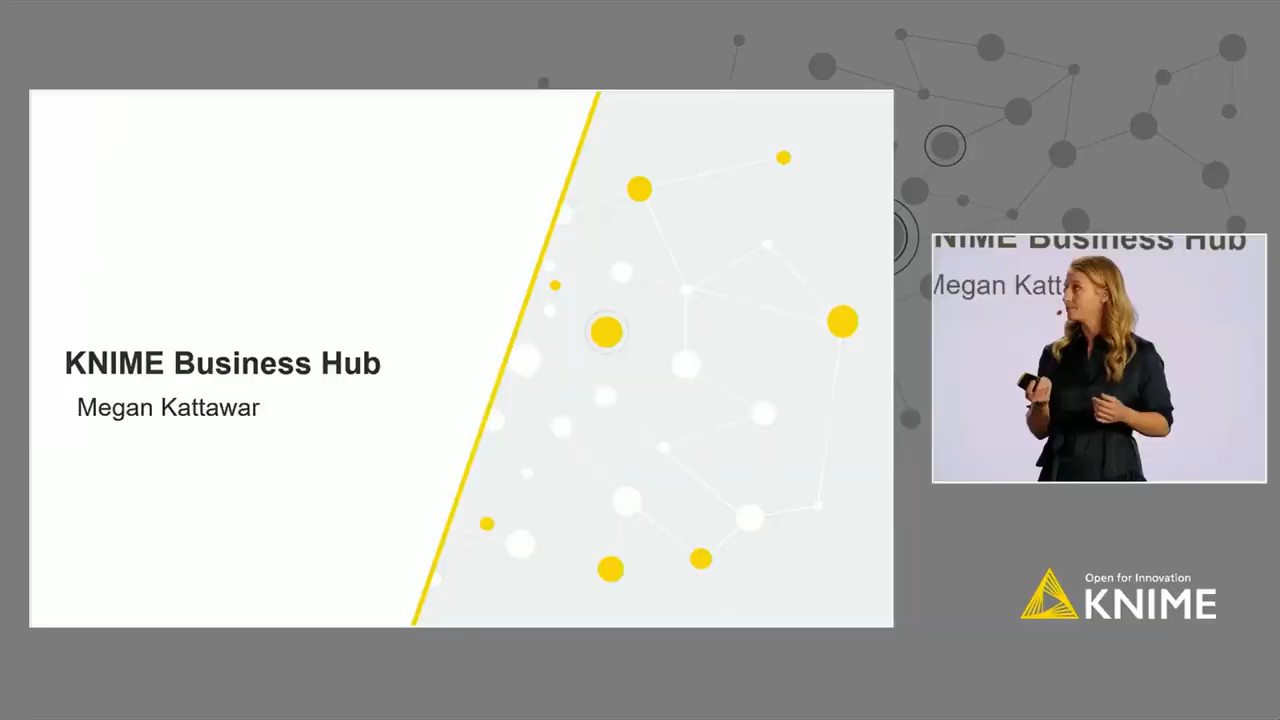 KNIME Business Hub
Megan Kattawar
NIME Business Hub
Megan Katt
Open for Innovation
KNIME